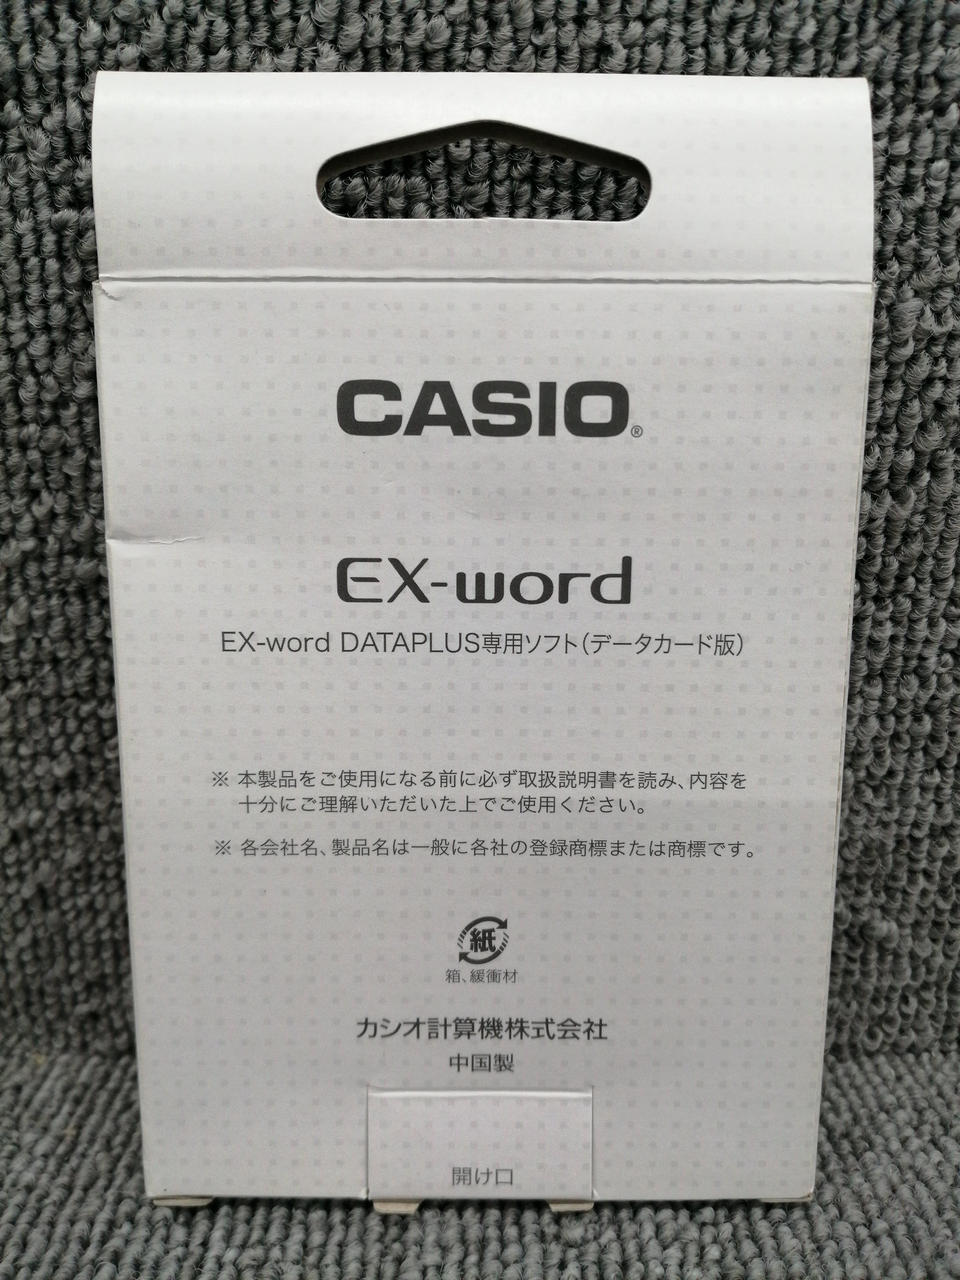 CASIO®
EX-word
EX-word DATAPLUS専用ソフト(データカード版)
※ 本製品をご使用になる前に必ず取扱説明書を読み、内容を
十分にご理解いただいた上でご使用ください。
※ 各会社名、製品名は一般に各社の登録商標または商標です。
紙
箱、緩衝材
カシオ計算機株式会社
中国製
開け口